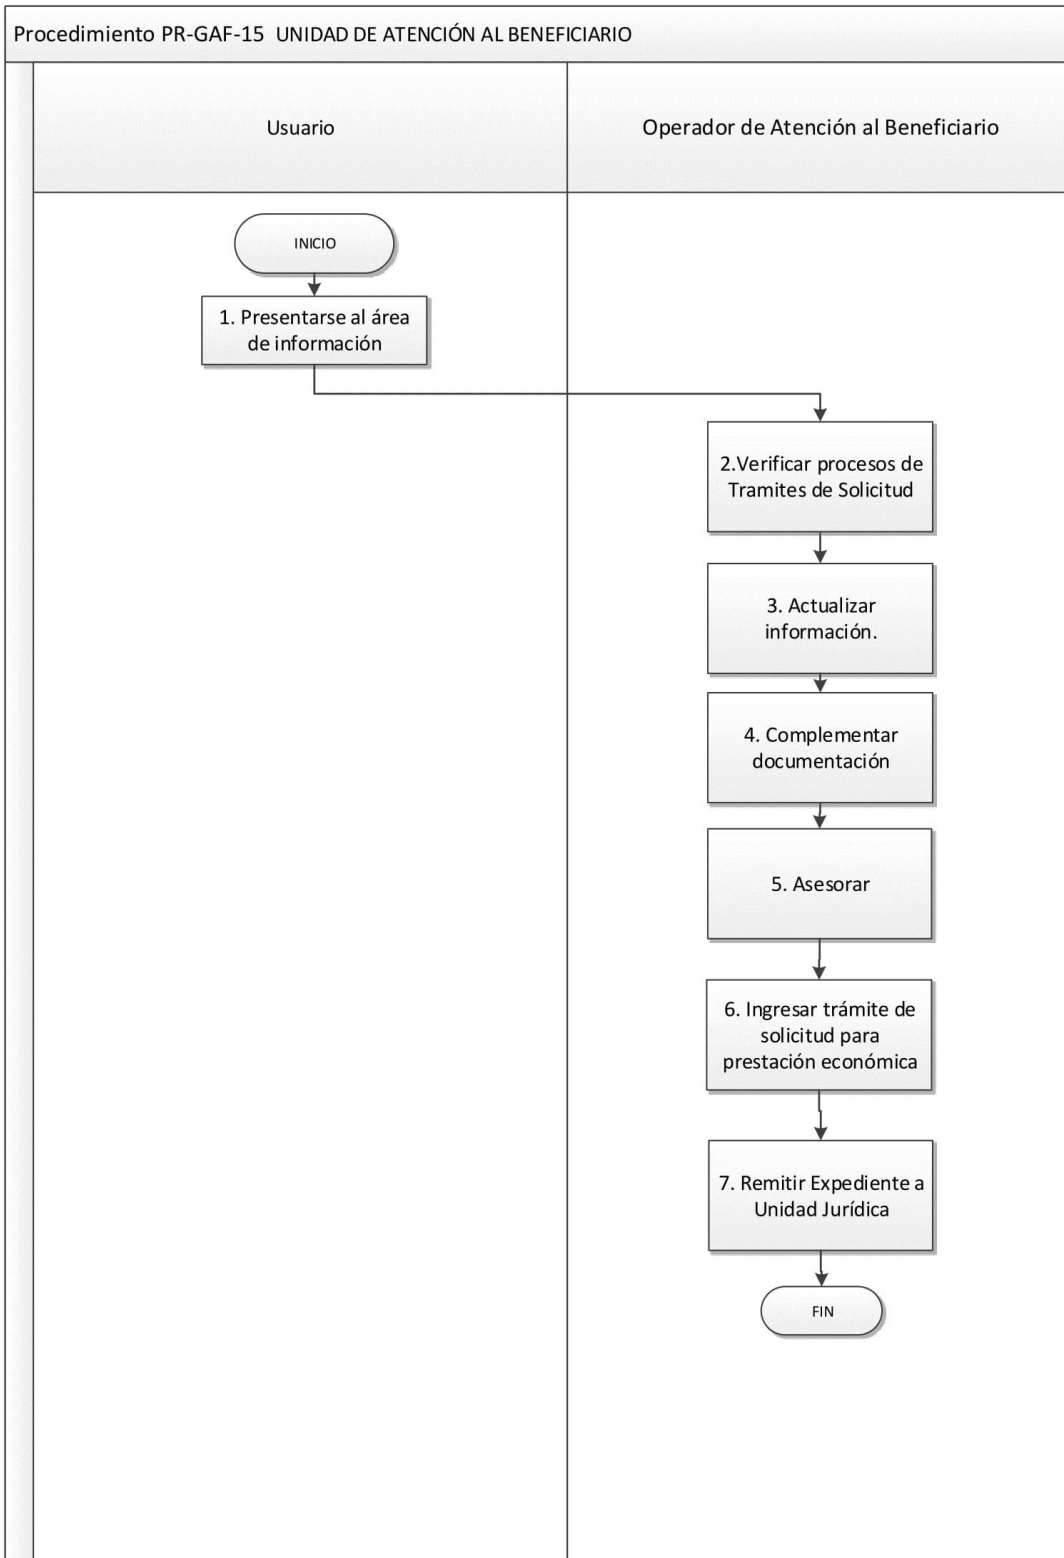 Procedimiento PR-GAF-15 UNIDAD DE ATENCIÓN AL BENEFICIARIO
Usuario
Operador de Atención al Beneficiario
INICIO
1. Presentarse al área
de información
2.Verificar procesos de
Tramites de Solicitud
3. Actualizar
información.
4. Complementar
documentación
5. Asesorar
6. Ingresar trámite de
solicitud para
prestación económica
7. Remitir Expediente a
Unidad Jurídica
FIN